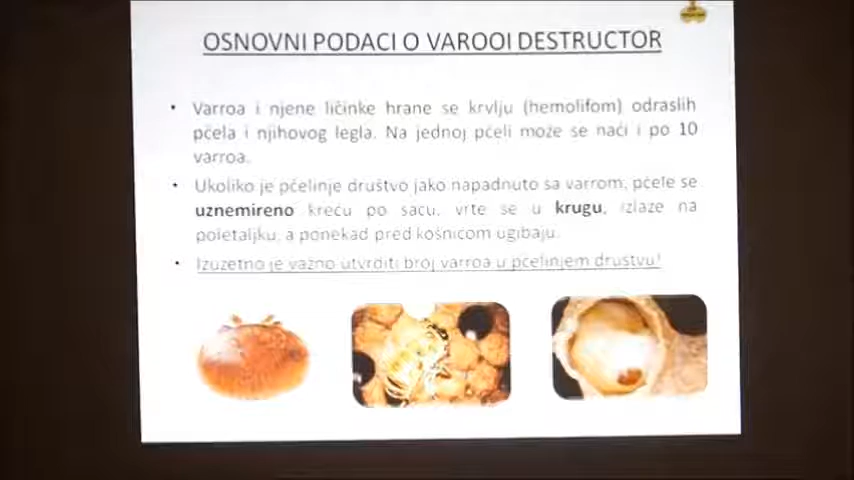 OSNOVNI PODACI O VAROOI DESTRUCTOR
• Varroa i njene ličinke hrane se krvlju (hemolifom) odraslih
pčela i njihovog legla. Na jednoj pčeli može se naći i po 10
varroa.
• Ukoliko je pčelinje društvo jako napadnuto sa varrom, pčele se
uznemireno kreću po saću, vrte se u krugu, izlaze na
poletaljku, a ponekad pred košnicom ugibaju.
• Izuzetno je važno utvrditi broj varroa u pčelinjem društvu!